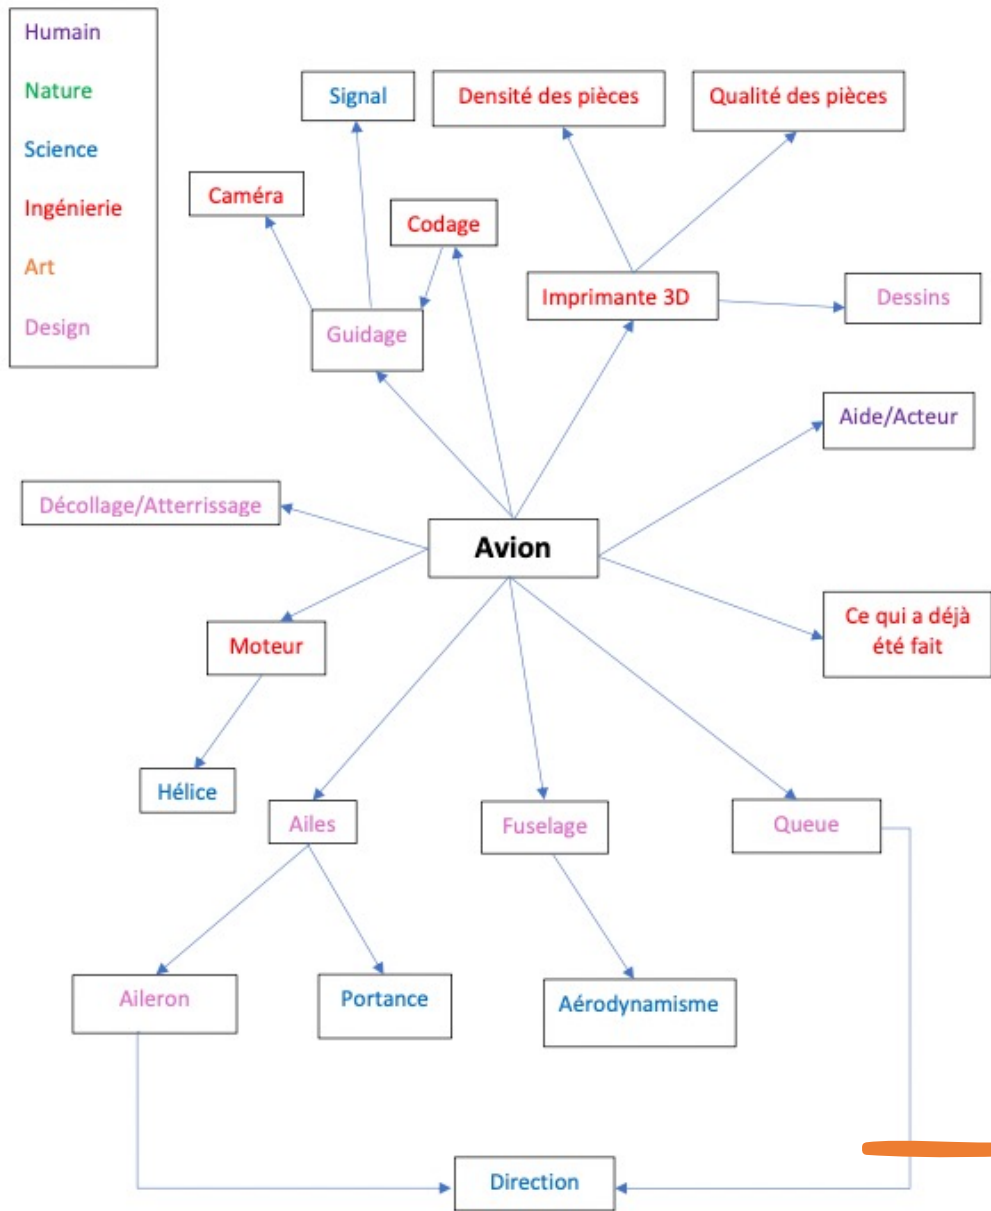 Humain
Nature
Science
Ingénierie
Art
Design
Signal
Densité des pièces
Qualité des pièces
Caméra
Codage
Imprimante 3D
Dessins
Guidage
Aide/Acteur
Décollage/Atterrissage
Avion
Ce qui a déjà
été fait
Moteur
Hélice
Ailes
Fuselage
Queue
Aileron
Portance
Aérodynamisme
Direction